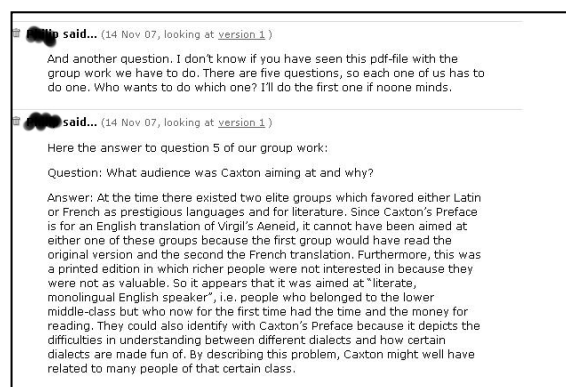 said... (14 Nov 07, looking at version 1 )
And another question. I don't know if you have seen this pdf-file with the
group work we have to do. There are five questions, so each one of us has to
do one. Who wants to do which one? I'll do the first one if noone minds.
said... (14 Nov 07, looking at version 1 )
Here the answer to question 5 of our group work:
Question: What audience was Caxton aiming at and why?
Answer: At the time there existed two elite groups which favored either Latin
or French as prestigious languages and for literature. Since Caxton's Preface
is for an English translation of Virgil's Aeneid, it cannot have been aimed at
either one of these groups because the first group would have read the
original version and the second the French translation. Furthermore, this was
a printed edition in which richer people were not interested in because they
were not as valuable. So it appears that it was aimed at "literate,
monolingual English speaker", i.e. people who belonged to the lower
middle-class but who now for the first time had the time and the money for
reading. They could also identify with Caxton's Preface because it depicts the
difficulties in understanding between different dialects and how certain
dialects are made fun of. By describing this problem, Caxton might well have
related to many people of that certain class.